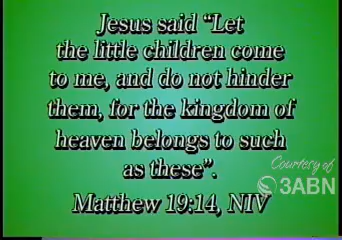 Jesus said “Let
the little children come
to me, and do not hinder
them, for the kingdom of
heaven belongs to such
as these”.
Matthew 19:14, NIV
Courtesy of
3ABN